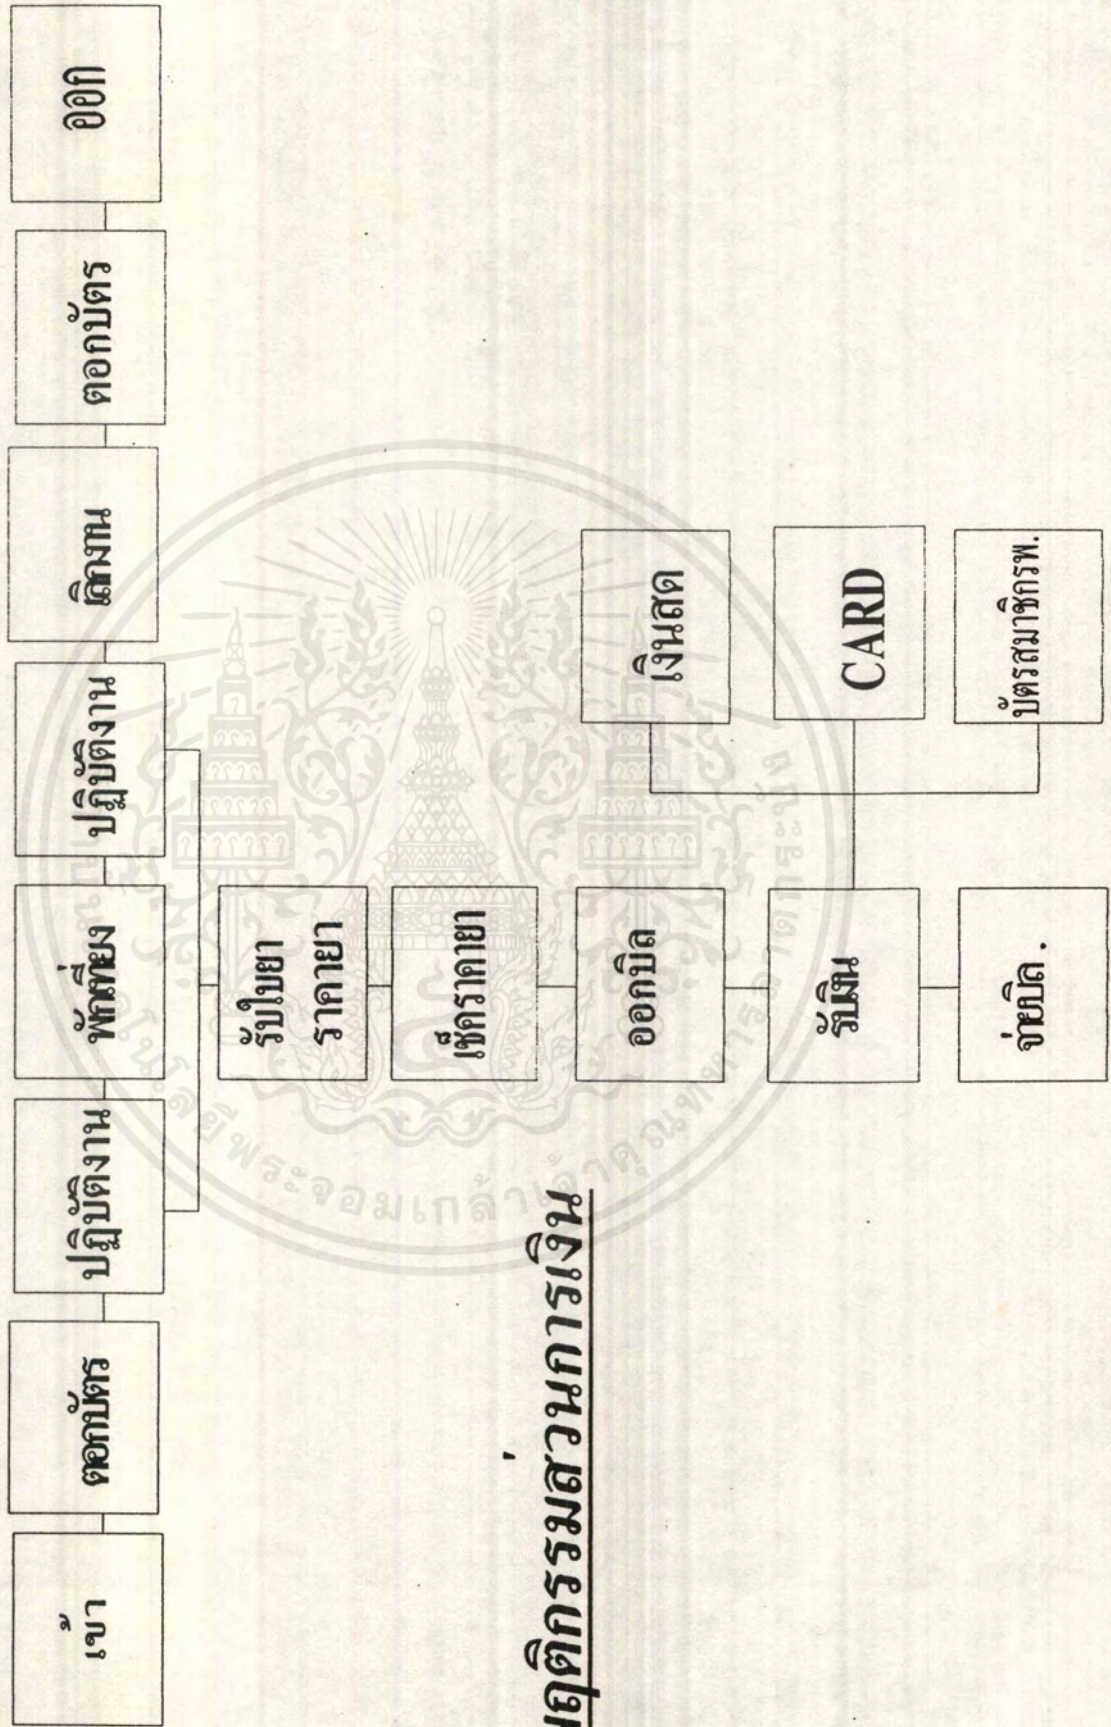 เข้า
ตอกบัตร
ปฏิบัติงาน
พักเที่ยง
ปฏิบัติงาน
เลิกงาน
ตอกบัตร
ออก
รับใบยา
ราคายา
เช็คราคายา
ออกบิล
รับเงิน
จ่ายบิล .
เงินสด
CARD
บัตรสมาชิกรพ.
พฤติกรรมส่วนการเงิน